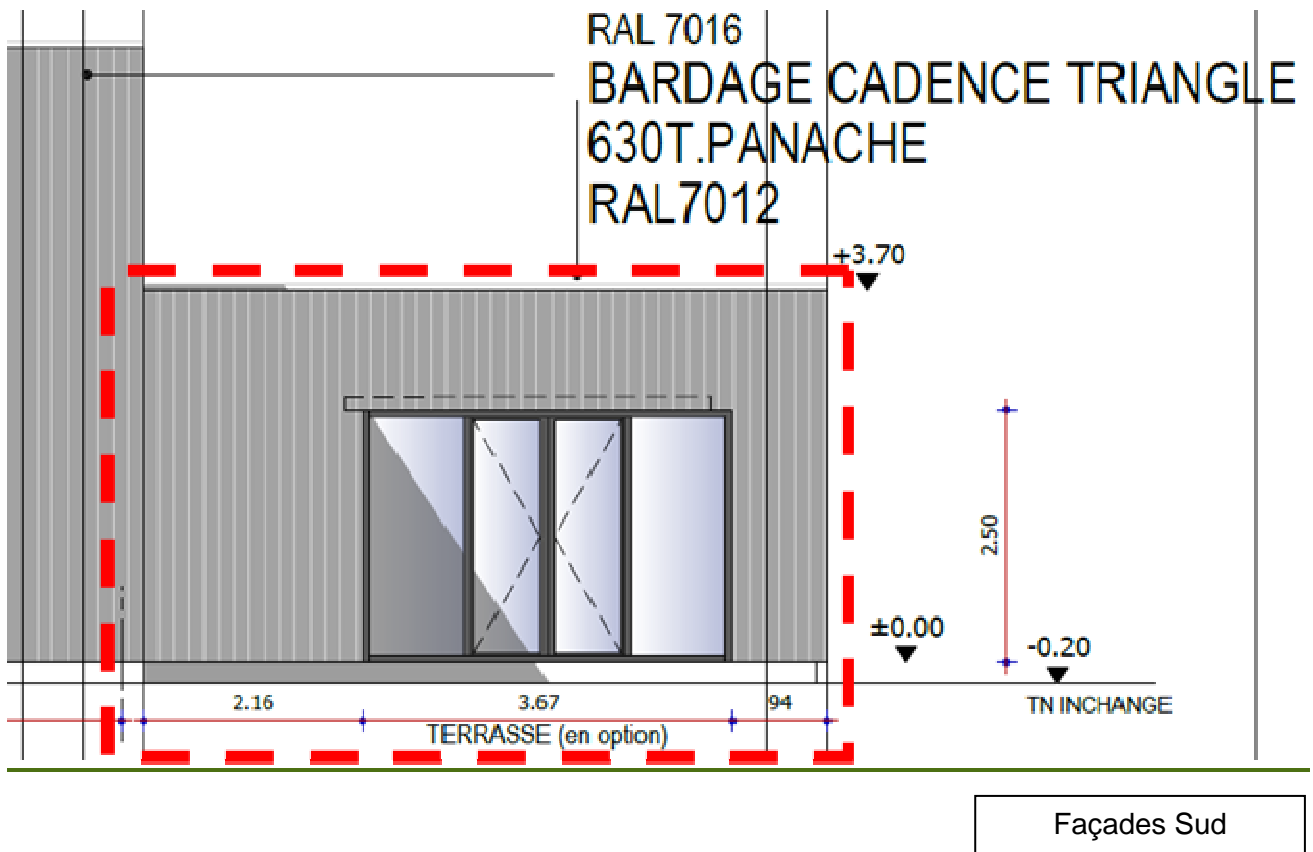 RAL 7016
BARDAGE CADENCE TRIANGLE
630T.PANACHE
RAL7012
+3.70
2.50
±0.00
-0.20
TN INCHANGE
2.16
3.67
94
TERRASSE (en option)
Façades Sud